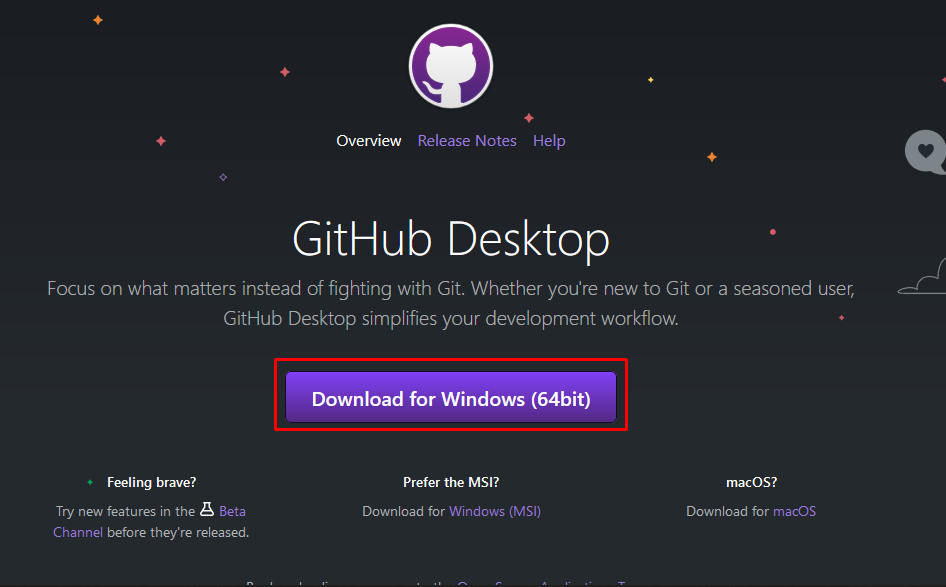 Overview Release Notes Help
GitHub Desktop
Focus on what matters instead of fighting with Git. Whether you're new to Git or a seasoned user,
GitHub Desktop simplifies your development workflow.
Download for Windows (64bit)
Feeling brave?
Try new features in the Beta
Channel before they're released.
Prefer the MSI?
Download for Windows (MSI)
macOS?
Download for macOS